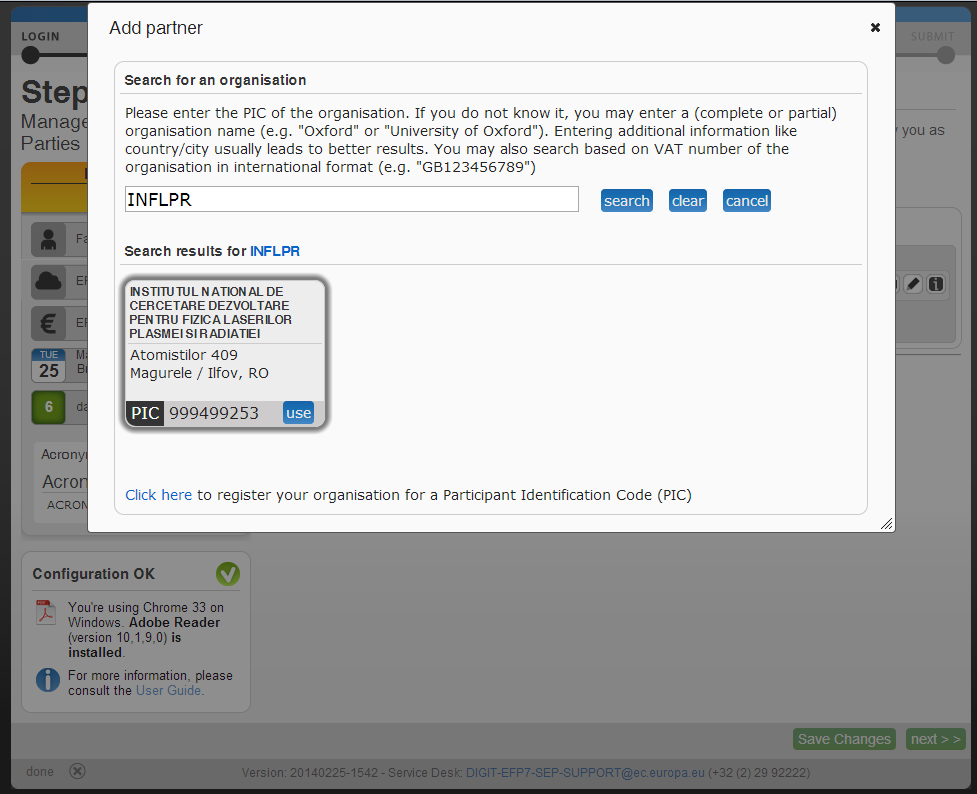 LOGIN
SUBMIT
Add partner
Step
Manage
Parties
y you as
Search for an organisation
Please enter the PIC of the organisation. If you do not know it, you may enter a (complete or partial)
organisation name (e.g. "Oxford" or "University of Oxford"). Entering additional information like
country/city usually leads to better results. You may also search based on VAT number of the
organisation in international format (e.g. "GB123456789")
INFLPR
search
clear
cancel
Search results for INFLPR
INSTITUTUL NATIONAL DE
CERCETARE DEZVOLTARE
PENTRU FIZICA LASERILOR
PLASMEI SI RADIATIEI
Atomistilor 409
Magurele / Ilfov, RO
PIC 999499253 use
Click here to register your organisation for a Participant Identification Code (PIC)
TUE
25
6
Acron
ACRON
Configuration OK
You're using Chrome 33 on
Windows. Adobe Reader
(version 10,1,9,0) is
installed.
For more information, please
consult the User Guide.
Save Changes
next > >
done
Version: 20140225-1542 - Service Desk: DIGIT-EFP7-SEP-SUPPORT@ec.europa.eu (+32 (2) 29 92222)